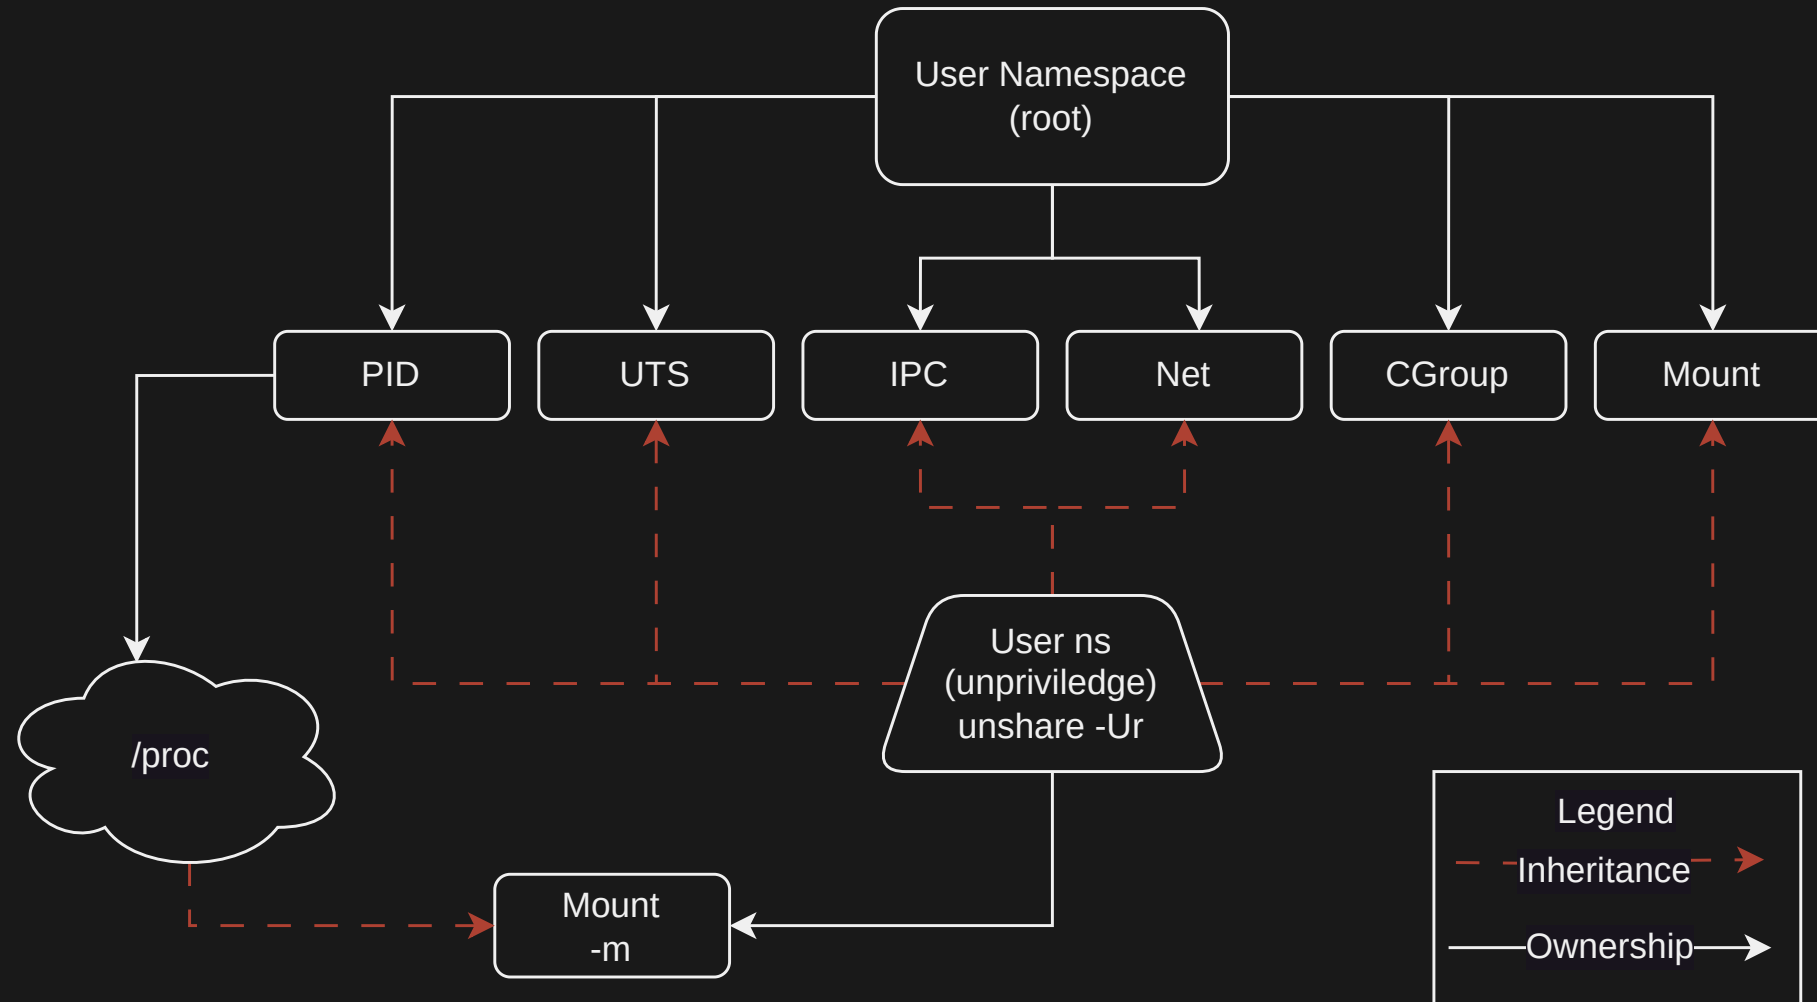 User Namespace
(root)
PID
UTS
IPC
Net
CGroup
Mount
User ns
(unpriviledge)
unshare -Ur
/proc
Mount
-m
Legend
Inheritance
Ownership